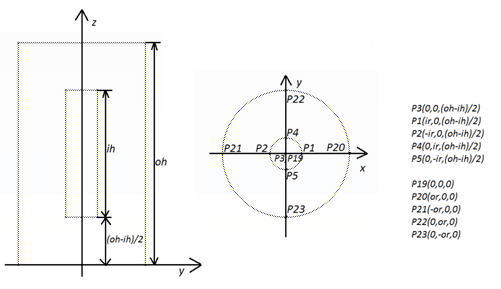 z
ih
oh
(oh-ih)/2
y
y
P22
P4
P21
P2
P1
P20
P3
P19
x
P5
P23
P3(0,0,(oh-ih)/2)
P1(ir,0,(oh-ih)/2)
P2(-ir,0,(oh-ih)/2)
P4(0,ir,(oh-ih)/2)
P5(0,-ir,(oh-ih)/2)
P19(0,0,0)
P20(or,0,0)
P21(-or,0,0)
P22(0,or,0)
P23(0,-or,0)